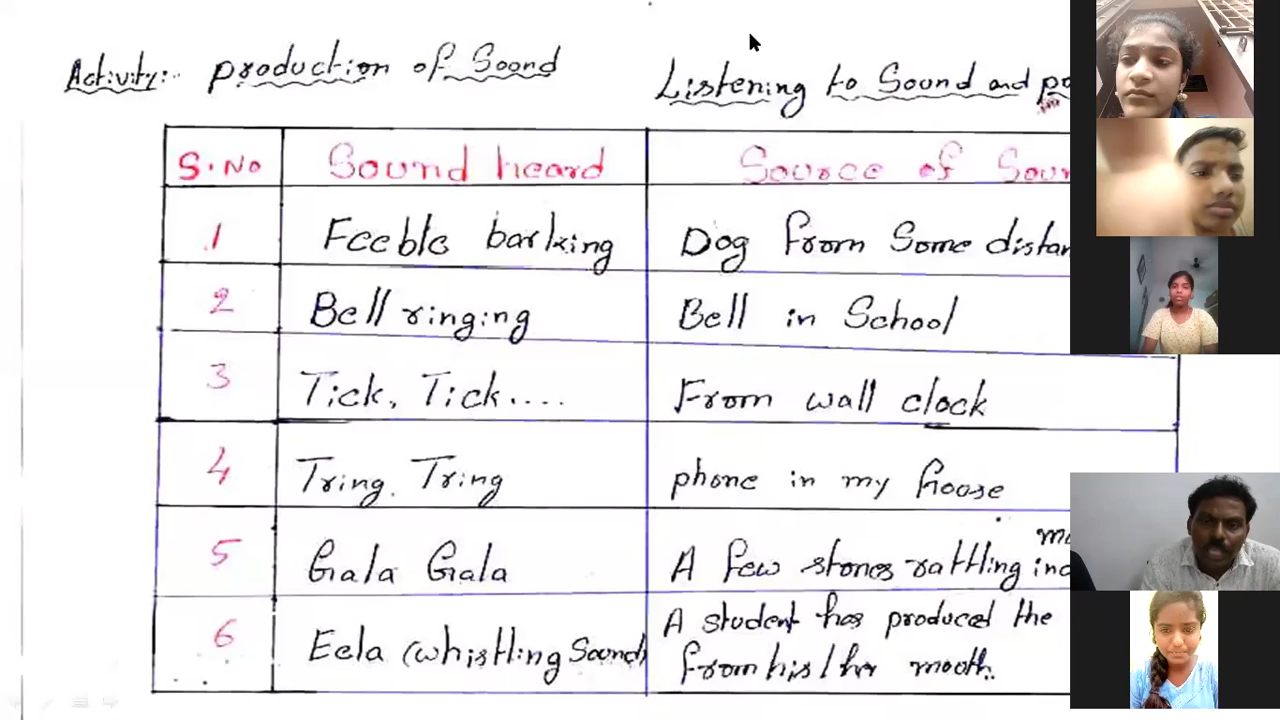 Activity:- production of Sound
Listening to Sound and
S.No Sound heard Source of
1 Feeble barking Dog from Some
2 Bell ringing Bell in School
3 Tick, Tick.... From wall clock
4 Tring, Tring phone in my house
5 Gala Gala A few stones rattling
6 Eela (whistling Sound) A student has produced the
from his/her mouth.